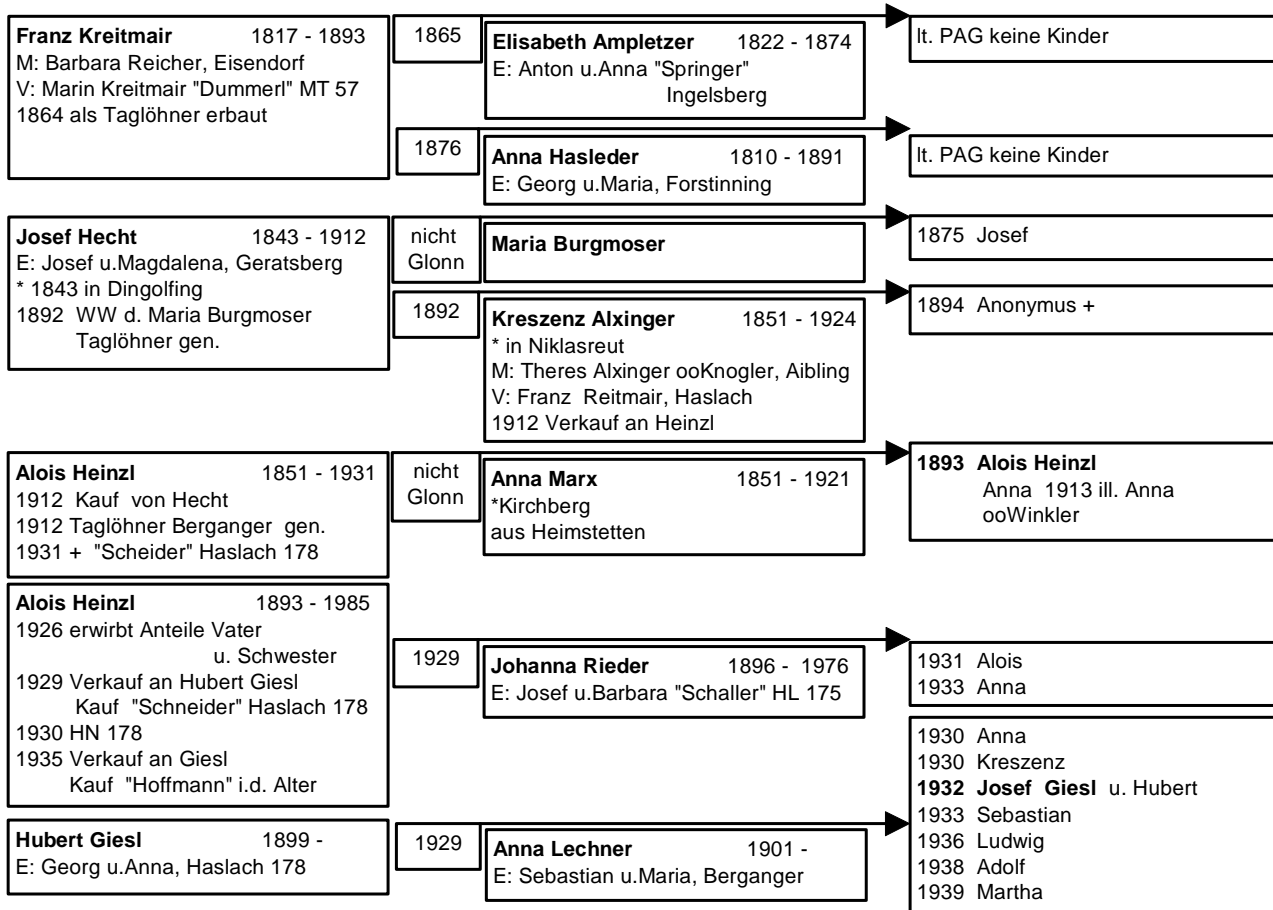 Franz Kreitmair 1817 - 1893
M: Barbara Reicher, Eisendorf
V: Marin Kreitmair "Dummerl" MT 57
1864 als Taglöhner erbaut
1865
Elisabeth Ampletzer 1822 - 1874
E: Anton u.Anna "Springer"
Ingelsberg
lt. PAG keine Kinder
1876
Anna Hasleder 1810 - 1891
E: Georg u.Maria, Forstinning
lt. PAG keine Kinder
Josef Hecht 1843 - 1912
E: Josef u.Magdalena, Geratsberg
* 1843 in Dingolfing
1892 WW d. Maria Burgmoser
Taglöhner gen.
nicht
Glonn
Maria Burgmoser
1875 Josef
1892
Kreszenz Alxinger 1851 - 1924
* in Niklasreut
M: Theres Alxinger ooKnogler, Aibling
V: Franz Reitmair, Haslach
1912 Verkauf an Heinzl
1894 Anonymus +
Alois Heinzl 1851 - 1931
1912 Kauf von Hecht
1912 Taglöhner Berganger gen.
1931 + "Scheider" Haslach 178
nicht
Glonn
Anna Marx 1851 - 1921
*Kirchberg
aus Heimstetten
1893 Alois Heinzl
Anna 1913 ill. Anna
ooWinkler
Alois Heinzl 1893 - 1985
1926 erwirbt Anteile Vater
u. Schwester
1929 Verkauf an Hubert Giesl
Kauf "Schneider" Haslach 178
1930 HN 178
1935 Verkauf an Giesl
Kauf "Hoffmann" i.d. Alter
1929
Johanna Rieder 1896 - 1976
E: Josef u.Barbara "Schaller" HL 175
1931 Alois
1933 Anna
Hubert Giesl 1899 -
E: Georg u.Anna, Haslach 178
1929
Anna Lechner 1901 -
E: Sebastian u.Maria, Berganger
1930 Anna
1930 Kreszenz
1932 Josef Giesl u. Hubert
1933 Sebastian
1936 Ludwig
1938 Adolf
1939 Martha